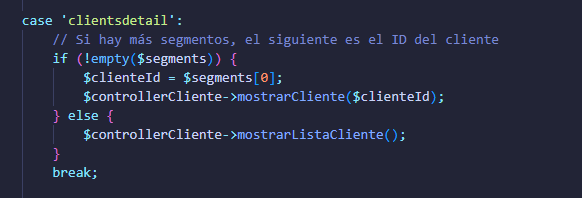 case 'clientsdetail':
// Si hay más segmentos, el siguiente es el ID del cliente
if (!empty($segments)) {
$clienteId = $segments[0];
$controllerCliente->mostrarCliente($clienteId);
} else {
$controllerCliente->mostrarListaCliente();
}
break;